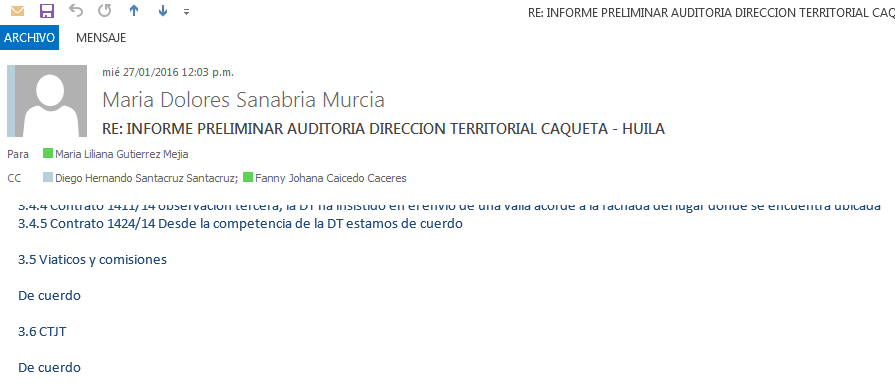 RE: INFORME PRELIMINAR AUDITORIA DIRECCION TERRITORIAL CAQ
ARCHIVO MENSAJE
mié 27/01/2016 12:03 p.m.
Maria Dolores Sanabria Murcia
RE: INFORME PRELIMINAR AUDITORIA DIRECCION TERRITORIAL CAQUETA - HUILA
Para Maria Liliana Gutierrez Mejia
CC Diego Hernando Santacruz Santacruz; Fanny Johana Caicedo Caceres
3.4.4 Contrato 1411/14 observación tercera, la DT ha insistido en el envío de una valla acorde a la fachada del lugar donde se encuentra ubicada
3.4.5 Contrato 1424/14 Desde la competencia de la DT estamos de cuerdo
3.5 Viaticos y comisiones
De cuerdo
3.6 CTJT
De cuerdo